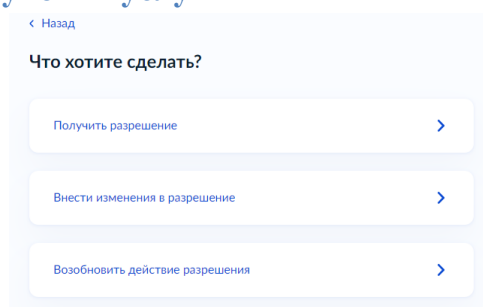 Назад
Что хотите сделать?
Получить разрешение
Внести изменения в разрешение
Возобновить действие разрешения